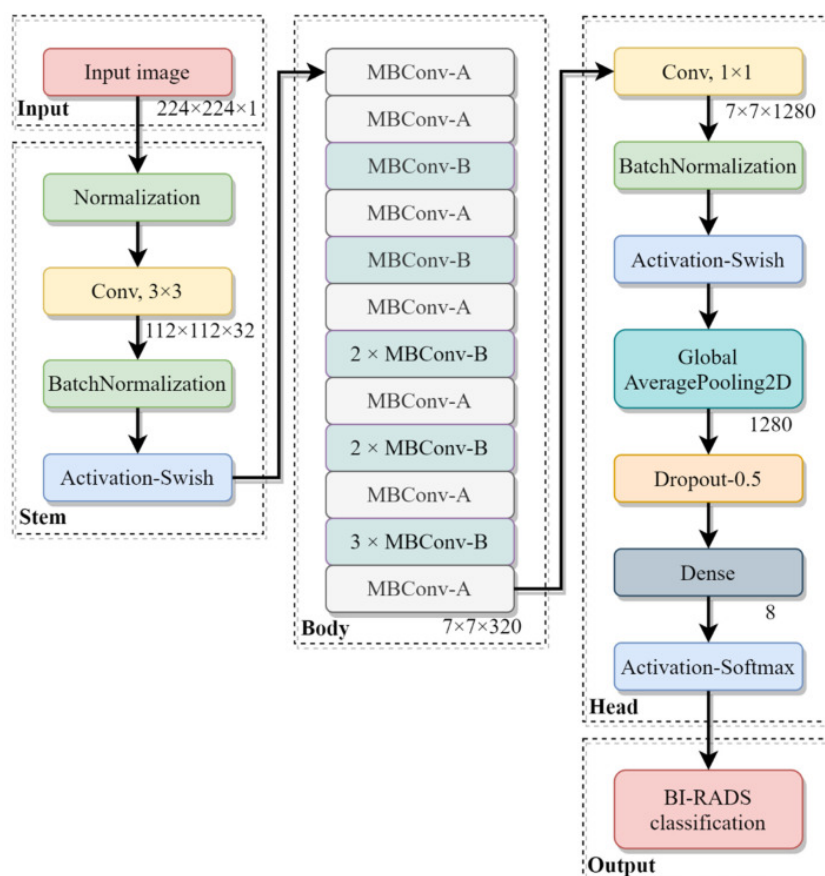 Input image
Input
224×224×1
Normalization
Conv, 3×3
112×112×32
BatchNormalization
Activation-Swish
Stem
MBConv-A
MBConv-A
MBConv-B
MBConv-A
MBConv-B
MBConv-A
2 × MBConv-B
MBConv-A
2 × MBConv-B
MBConv-A
3 × MBConv-B
MBConv-A
7×7×320
Body
Conv, 1×1
7×7×1280
BatchNormalization
Activation-Swish
Global
AveragePooling2D
1280
Dropout-0.5
Dense
8
Activation-Softmax
Head
BI-RADS
classification
Output